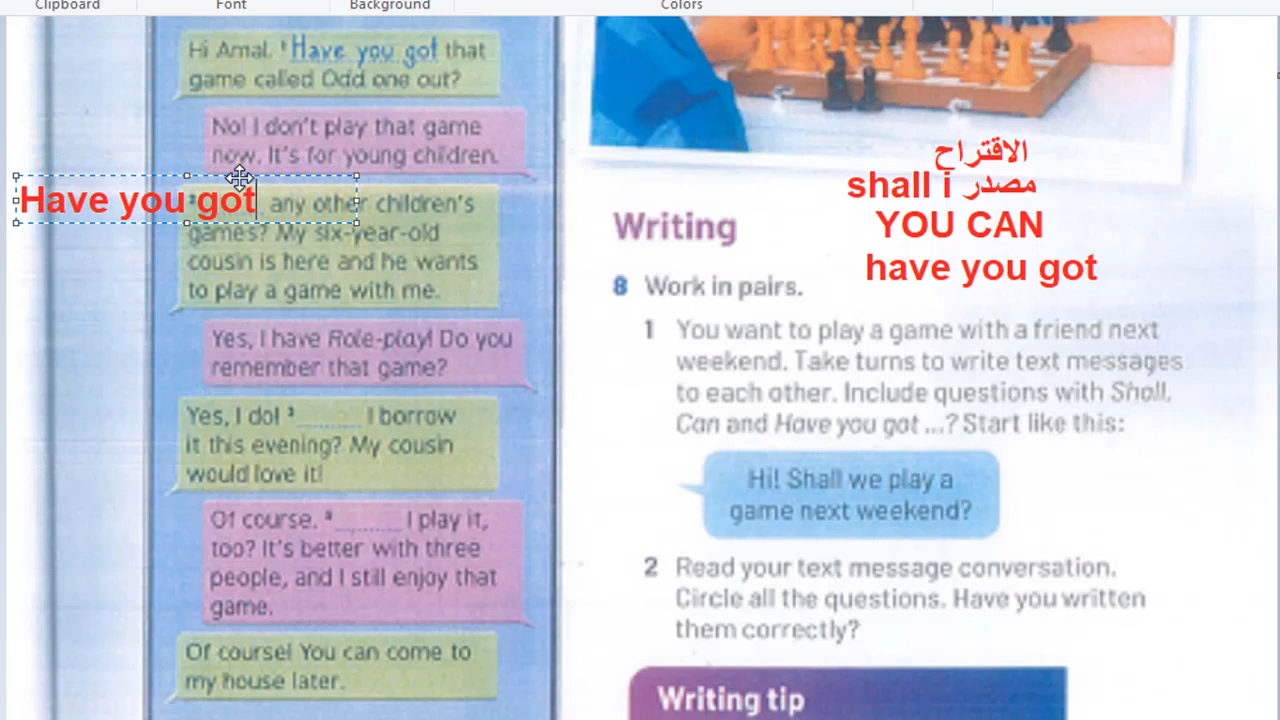 Clipboard
Font
Background
Colors
Hi Amal. 1 Have you got that
game called Odd one out?
No! I don't play that game
now. It's for young children.
Have you got
any other children's
games? My six-year-old
cousin is here and he wants
to play a game with me.
Yes, I have Role-play! Do you
remember that game?
Yes, I do! 3 ........ I borrow
it this evening? My cousin
would love it!
Of course. 4 ........ I play it,
too? It's better with three
people, and I still enjoy that
game.
Of course! You can come to
my house later.
الاقتراح
shall i مصدر
YOU CAN
have you got
Writing
8 Work in pairs.
1 You want to play a game with a friend next
weekend. Take turns to write text messages
to each other. Include questions with Shall,
Can and Have you got ...? Start like this:
Hi! Shall we play a
game next weekend?
2 Read your text message conversation.
Circle all the questions. Have you written
them correctly?
Writing tip